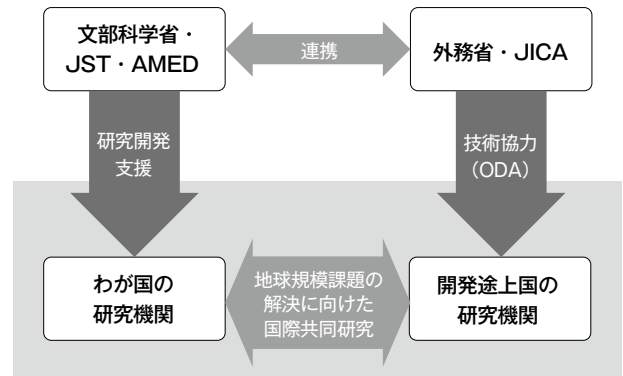 文部科学省・
JST・AMED
連携
外務省・JICA
研究開発
支援
技術協力
（ODA）
わが国の
研究機関
地球規模課題の
解決に向けた
国際共同研究
開発途上国の
研究機関